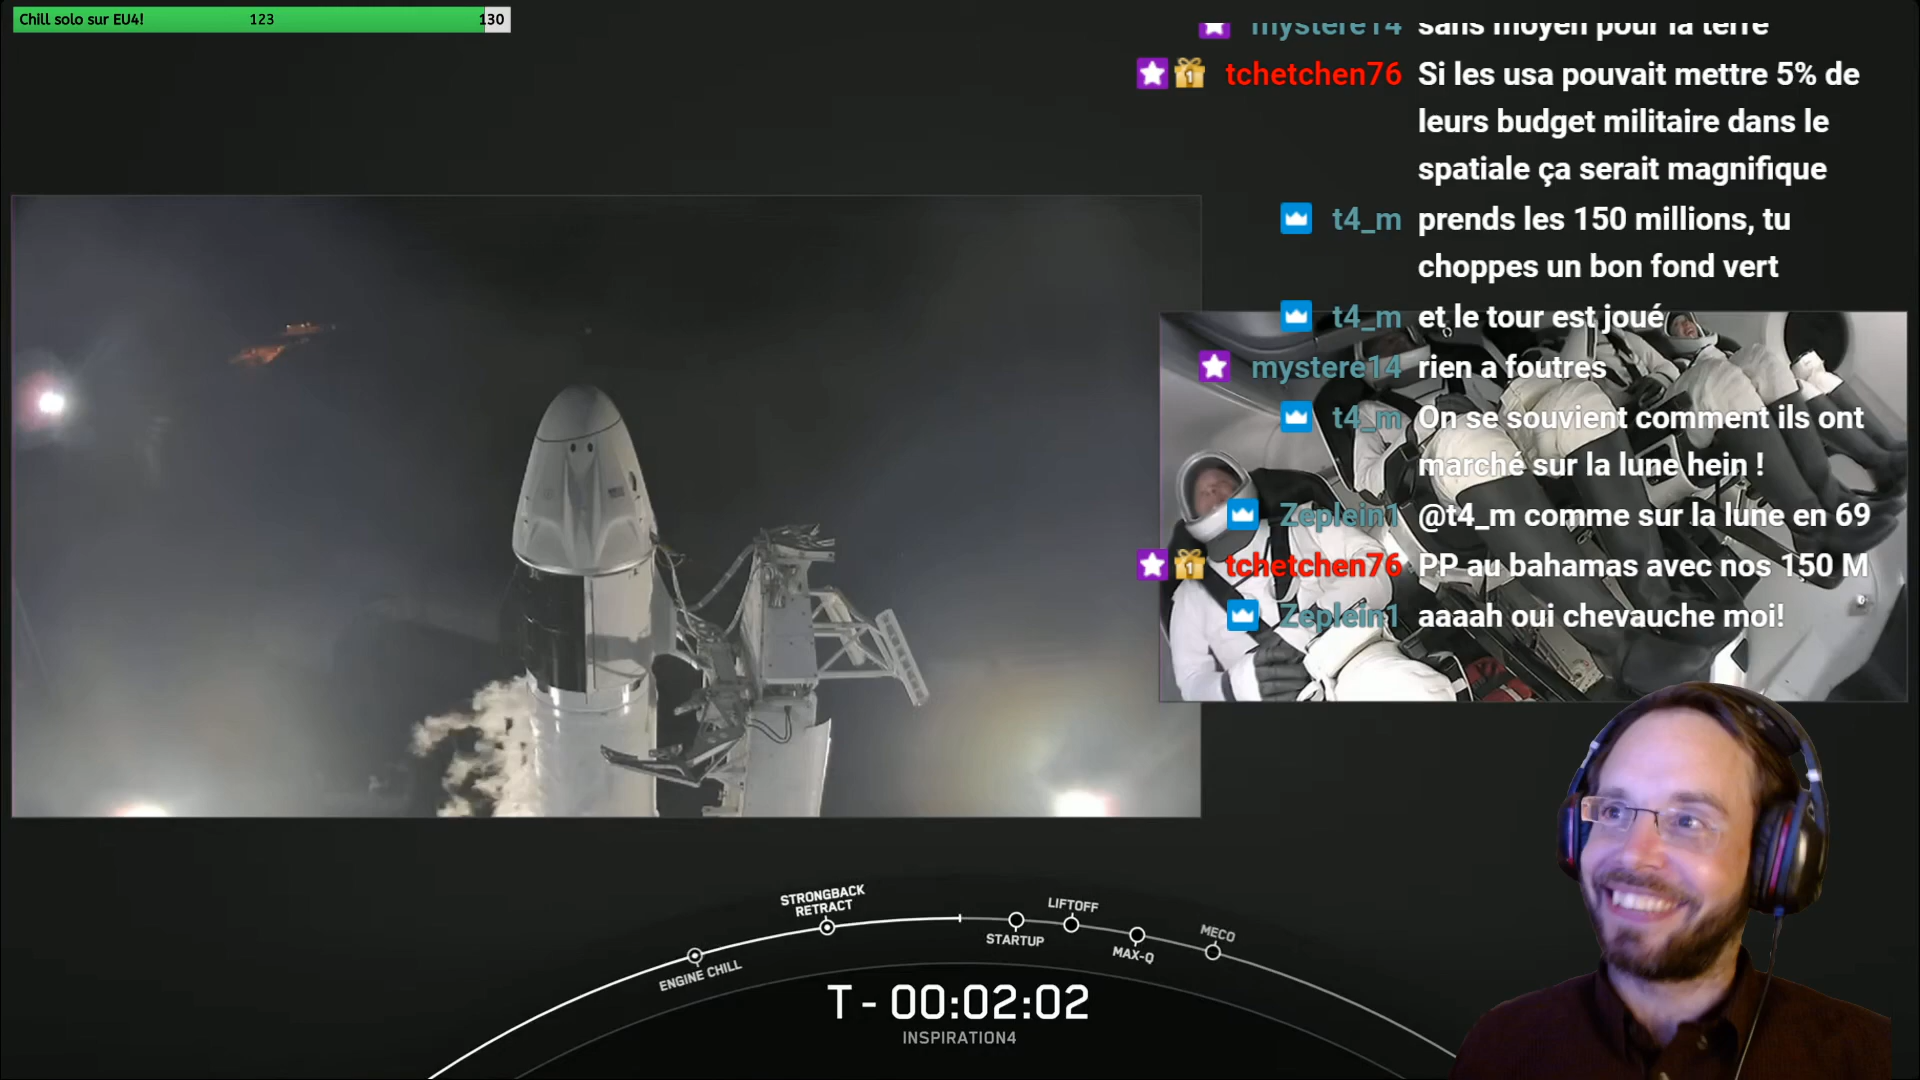 Chill solo sur EU4! 123 130
mystere14 sans moyen pour la terre
tchetchen76 Si les usa pouvait mettre 5% de
leurs budget militaire dans le
spatiale ça serait magnifique
t4_m prends les 150 millions, tu
choppes un bon fond vert
t4_m et le tour est joué
mystere14 rien a foutres
t4_m On se souvient comment ils ont
marché sur la lune hein !
Zeplein1 @t4_m comme sur la lune en 69
tchetchen76 PP au bahamas avec nos 150 M
Zeplein1 aaaah oui chevauche moi!
ENGINE CHILL
STRONGBACK
RETRACT
STARTUP
LIFTOFF
MAX-Q
MECO
T - 00:02:02
INSPIRATION4